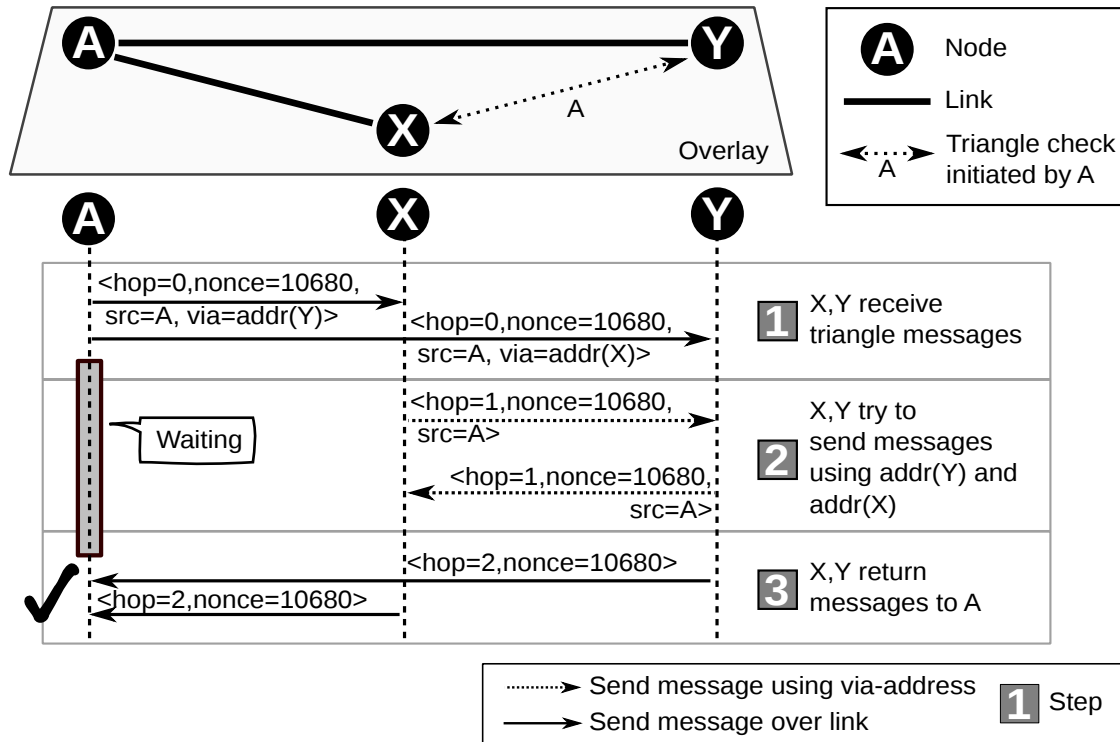 A
Y
X
A
Overlay
A
Node
Link
A
Triangle check
initiated by A
A
X
Y
<hop=0,nonce=10680,
src=A, via=addr(Y)>
<hop=0,nonce=10680,
src=A, via=addr(X)>
1
X,Y receive
triangle messages
Waiting
<hop=1,nonce=10680,
src=A>
<hop=1,nonce=10680,
src=A>
2
X,Y try to
send messages
using addr(Y) and
addr(X)
<hop=2,nonce=10680>
<hop=2,nonce=10680>
3
X,Y return
messages to A
Send message using via-address
Send message over link
1
Step